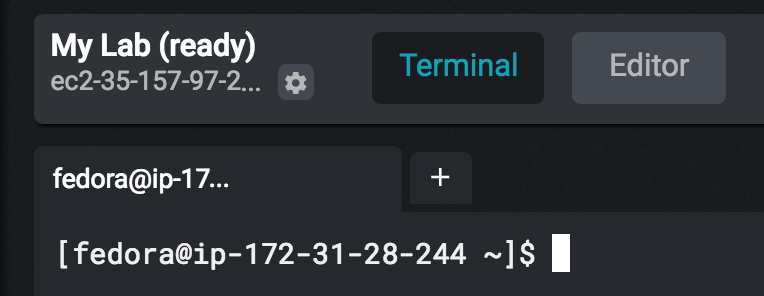 My Lab (ready)
ec2-35-157-97-2...
Terminal
Editor
fedora@ip-17...
+
[fedora@ip-172-31-28-244 ~]$